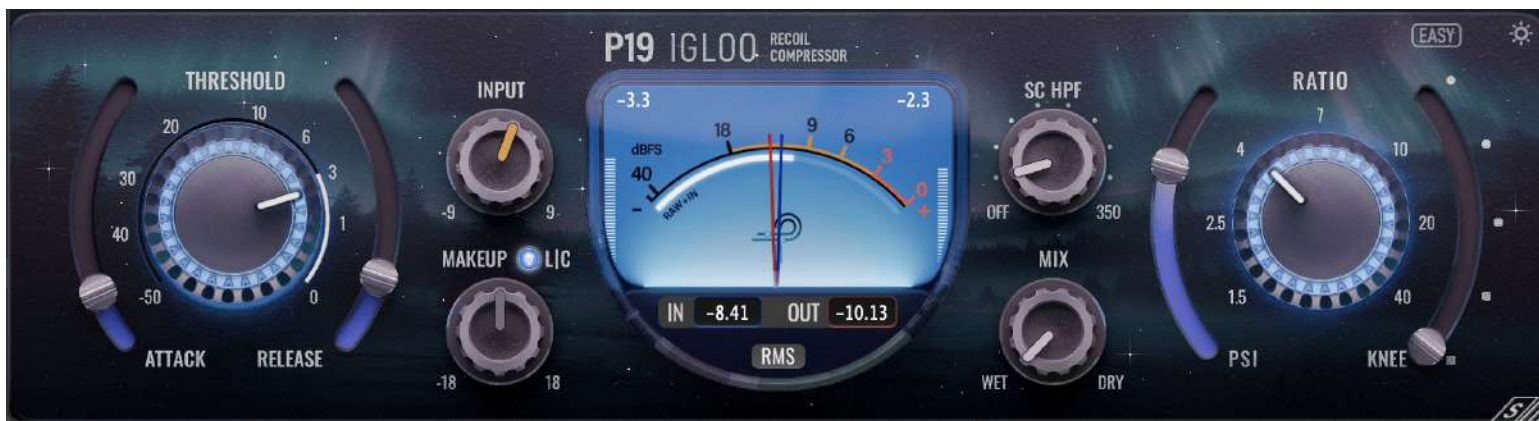 P19 IGLOO RECOIL
COMPRESSOR
EASY
THRESHOLD
20
10
6
3
1
0
30
40
-50
ATTACK
RELEASE
INPUT
-9
9
MAKEUP
L|C
-18
18
-3.3
-2.3
dBFS
40
18
9
6
3
0
-
+
RAW+IN
IN -8.41 OUT -10.13
RMS
SC HPF
OFF
350
MIX
WET
DRY
RATIO
1.5
2.5
4
7
10
20
40
PSI
KNEE